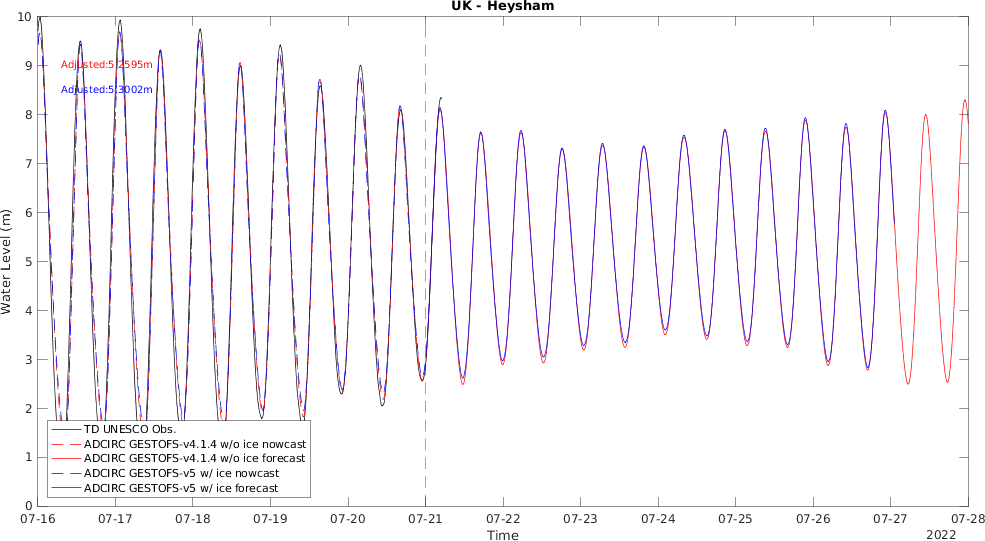 UK - Heysham
Water Level (m)
10
9
8
7
6
5
4
3
2
1
0
Adjusted:5.2595m
Adjusted:5.3002m
TD UNESCO Obs.
ADCIRC GESTOFS-v4.1.4 w/o ice nowcast
ADCIRC GESTOFS-v4.1.4 w/o ice forecast
ADCIRC GESTOFS-v5 w/ ice nowcast
ADCIRC GESTOFS-v5 w/ ice forecast
07-16 07-17 07-18 07-19 07-20 07-21 07-22 07-23 07-24 07-25 07-26 07-27 07-28
Time
2022